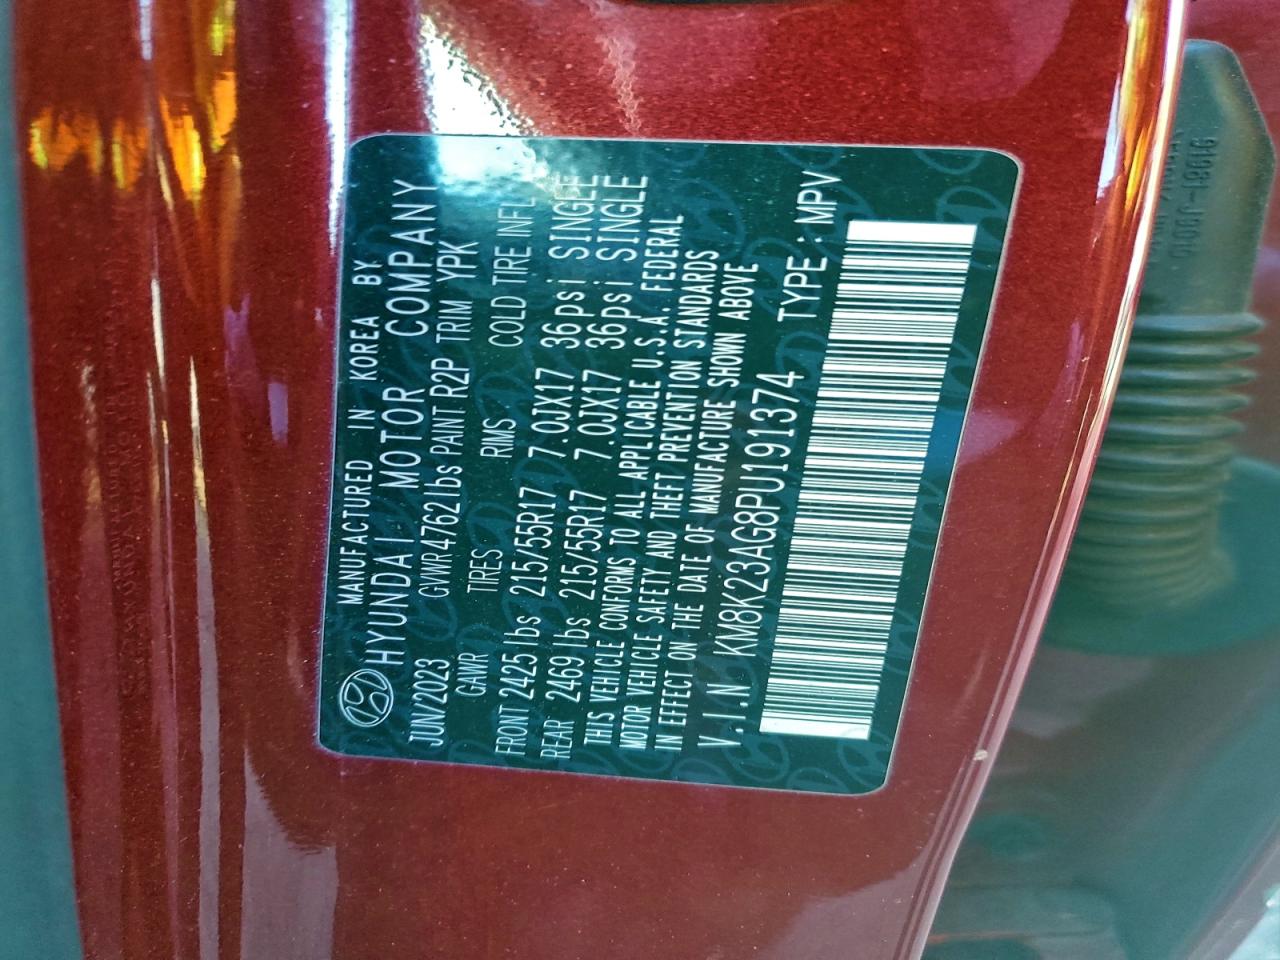 MANUFACTURED IN KOREA BY
HYUNDAI MOTOR COMPANY
JUN/2023 GVWR 4762lbs PANT R2P TRIM YPK
GAWR TIRES RIMS COLD TIRE INFL
FRONT 2425 lbs 215/55R17 7.0JX17 36psi SINGLE
REAR 2469 lbs 215/55R17 7.0JX17 36psi SINGLE
THIS VEHICLE CONFORMS TO ALL APPLICABLE U.S.A. FEDERAL
MOTOR VEHICLE SAFETY AND THEFT PREVENTION STANDARDS
IN EFFECT ON THE DATE OF MANUFACTURE SHOWN ABOVE
V.I.N KM8K23AG8PU191374 TYPE : MPV